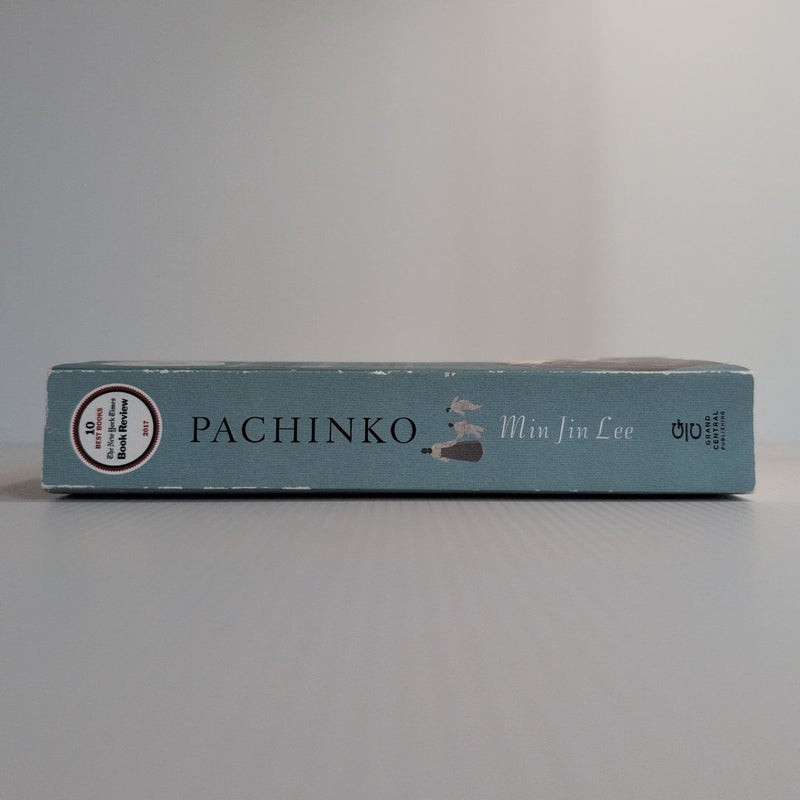 10
BEST BOOKS
The New York Times
Book Review
2017
PACHINKO
Min Jin Lee
GC
GRAND
CENTRAL
PUBLISHING